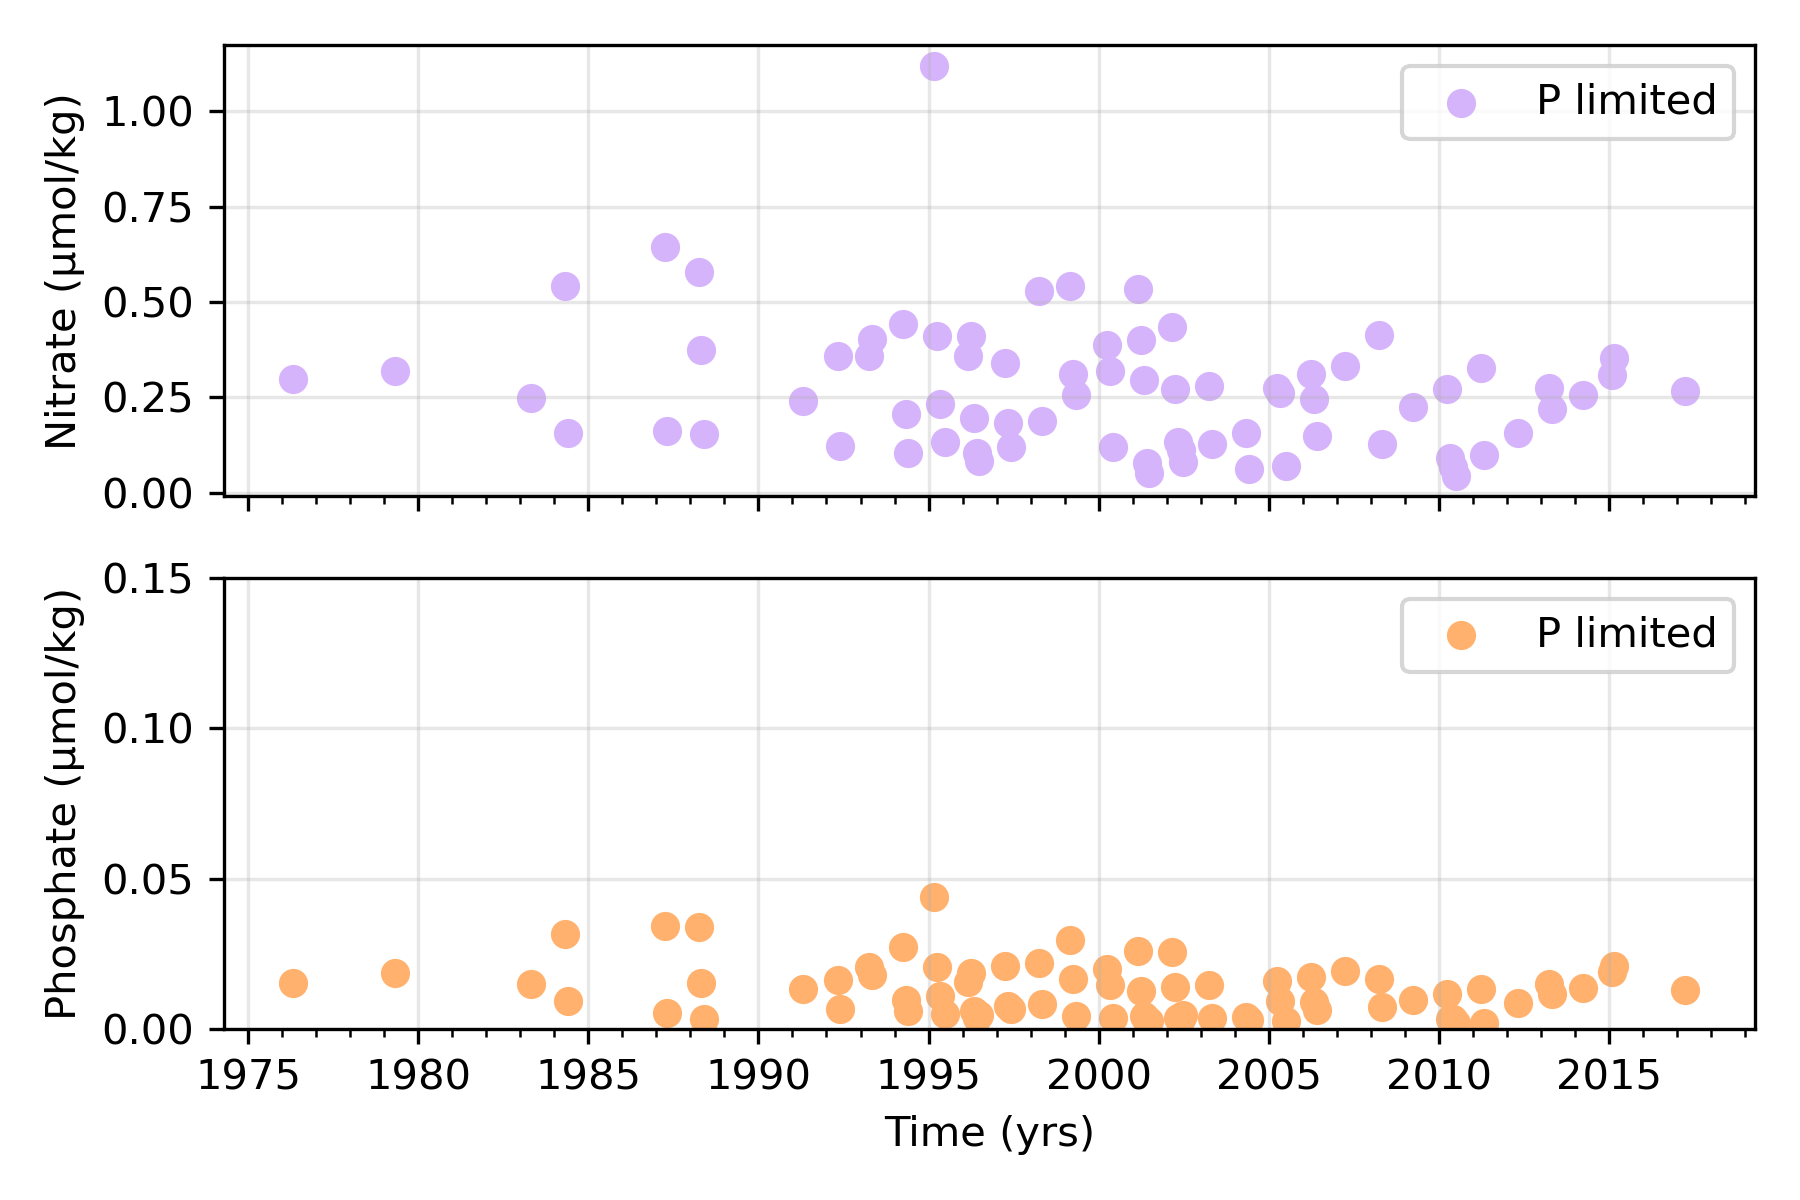 Nitrate (µmol/kg)
1.00
0.75
0.50
0.25
0.00
P limited
Phosphate (µmol/kg)
0.15
0.10
0.05
0.00
P limited
1975 1980 1985 1990 1995 2000 2005 2010 2015
Time (yrs)